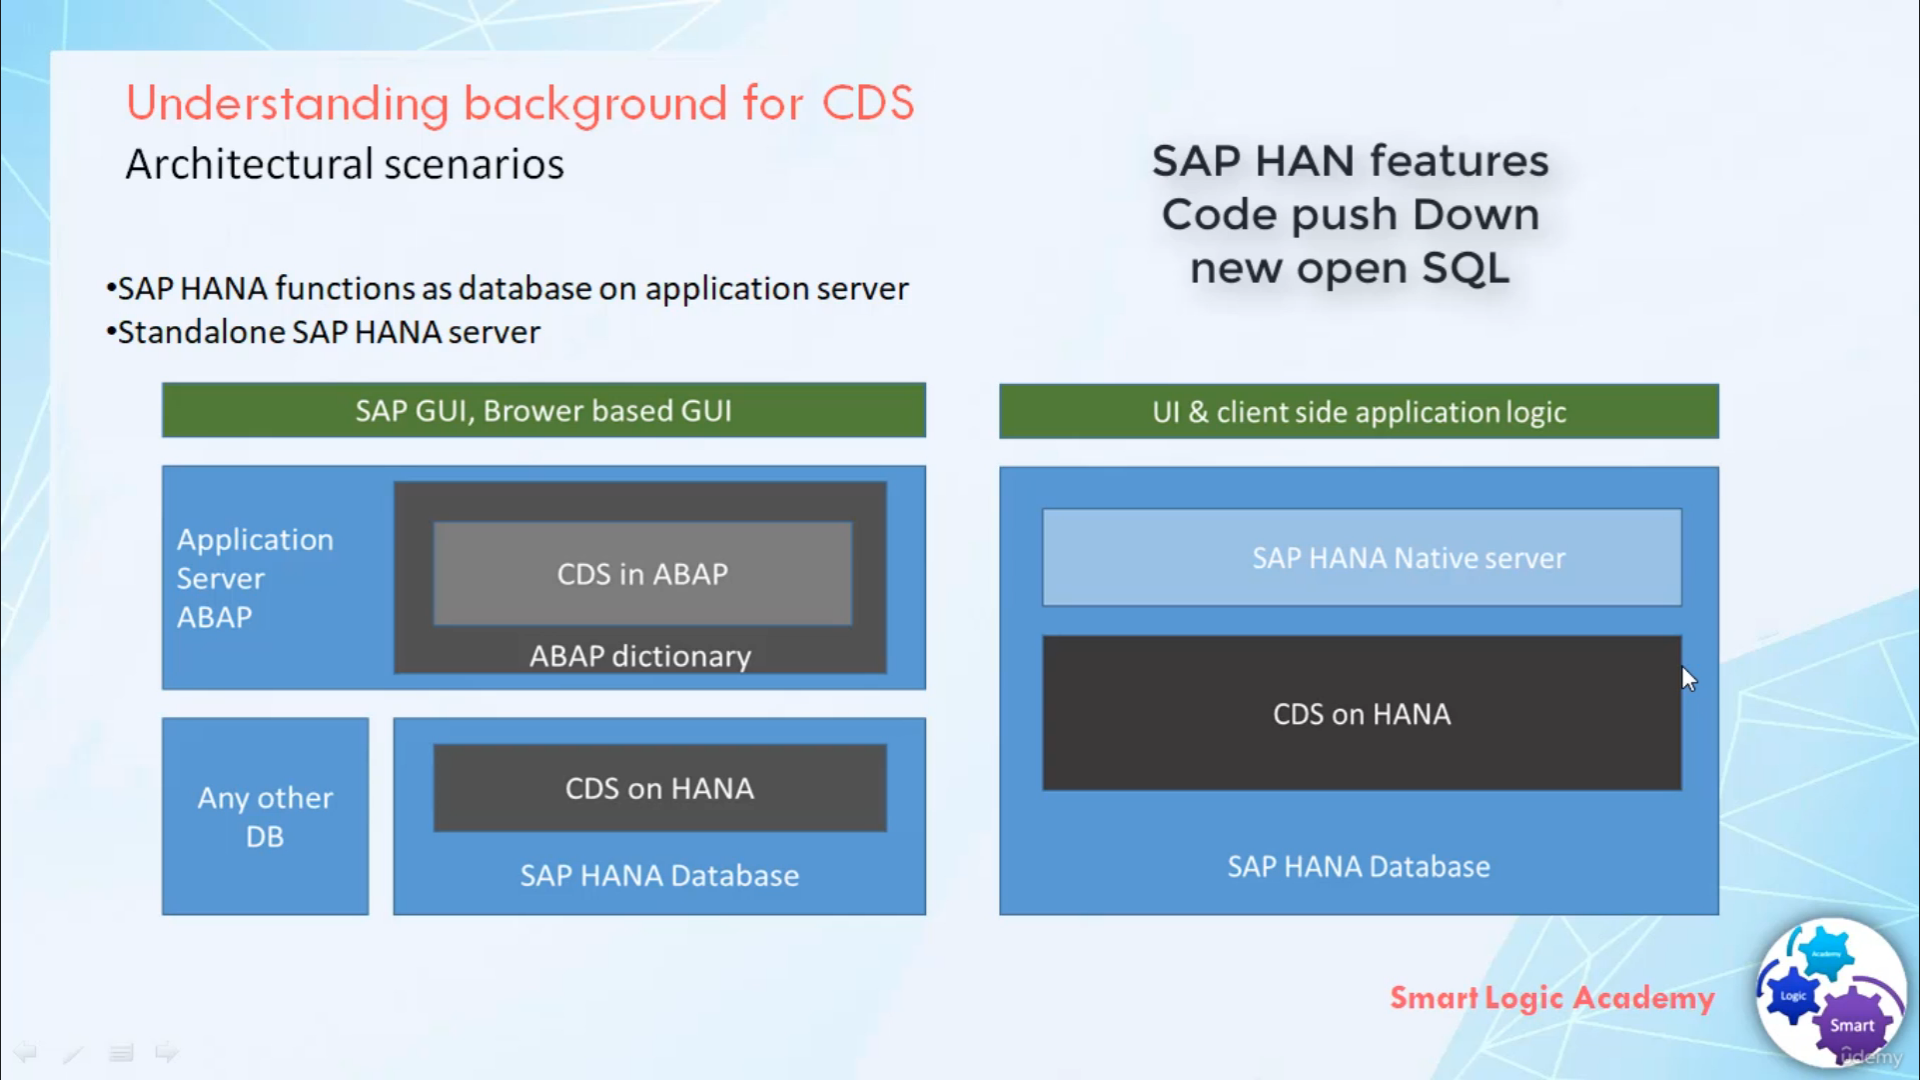 Understanding background for CDS
Architectural scenarios
SAP HAN features
Code push Down
new open SQL
•SAP HANA functions as database on application server
•Standalone SAP HANA server
SAP GUI, Brower based GUI
Application
Server
ABAP
CDS in ABAP
ABAP dictionary
Any other
DB
CDS on HANA
SAP HANA Database
UI & client side application logic
SAP HANA Native server
CDS on HANA
SAP HANA Database
Smart Logic Academy
Academy
Logic
Smart
udemy